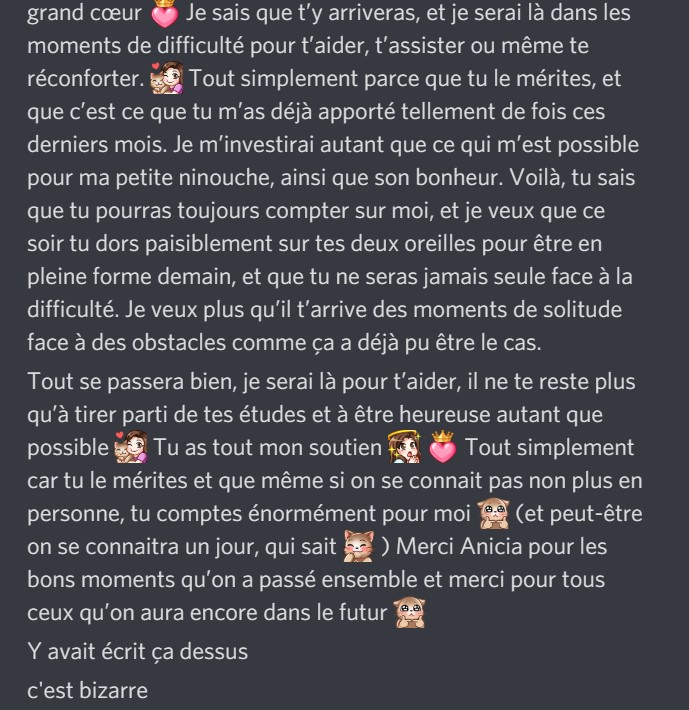 grand cœur Je sais que t'y arriveras, et je serai là dans les
moments de difficulté pour t'aider, t'assister ou même te
réconforter. Tout simplement parce que tu le mérites, et
que c'est ce que tu m'as déjà apporté tellement de fois ces
derniers mois. Je m'investirai autant que ce qui m'est possible
pour ma petite ninouche, ainsi que son bonheur. Voilà, tu sais
que tu pourras toujours compter sur moi, et je veux que ce
soir tu dors paisiblement sur tes deux oreilles pour être en
pleine forme demain, et que tu ne seras jamais seule face à la
difficulté. Je veux plus qu'il t'arrive des moments de solitude
face à des obstacles comme ça a déjà pu être le cas.
Tout se passera bien, je serai là pour t'aider, il ne te reste plus
qu'à tirer parti de tes études et à être heureuse autant que
possible Tu as tout mon soutien Tout simplement
car tu le mérites et que même si on se connait pas non plus en
personne, tu comptes énormément pour moi (et peut-être
on se connaitra un jour, qui sait ) Merci Anicia pour les
bons moments qu'on a passé ensemble et merci pour tous
ceux qu'on aura encore dans le futur
Y avait écrit ça dessus
c'est bizarre